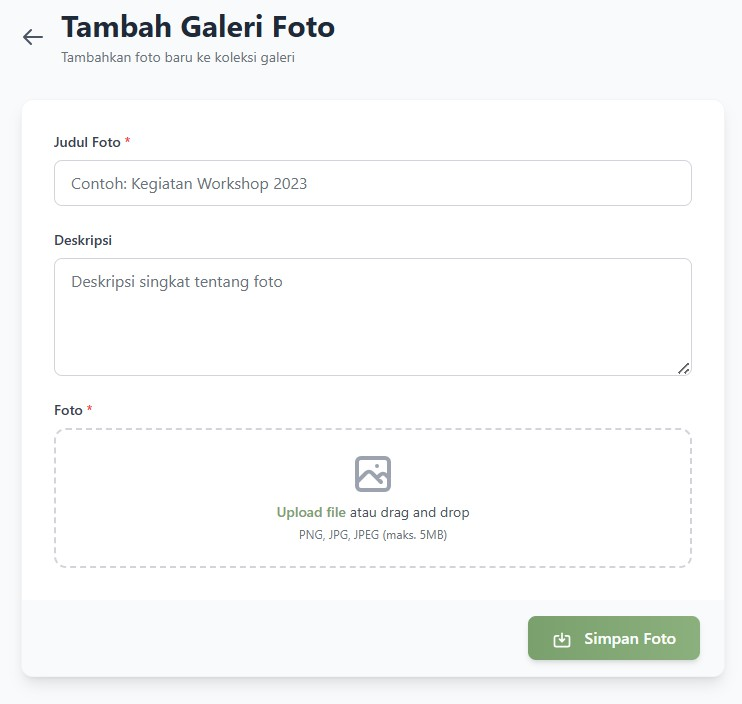 Tambah Galeri Foto
Tambahkan foto baru ke koleksi galeri
Judul Foto *
Contoh: Kegiatan Workshop 2023
Deskripsi
Deskripsi singkat tentang foto
Foto *
Upload file atau drag and drop
PNG, JPG, JPEG (maks. 5MB)
Simpan Foto